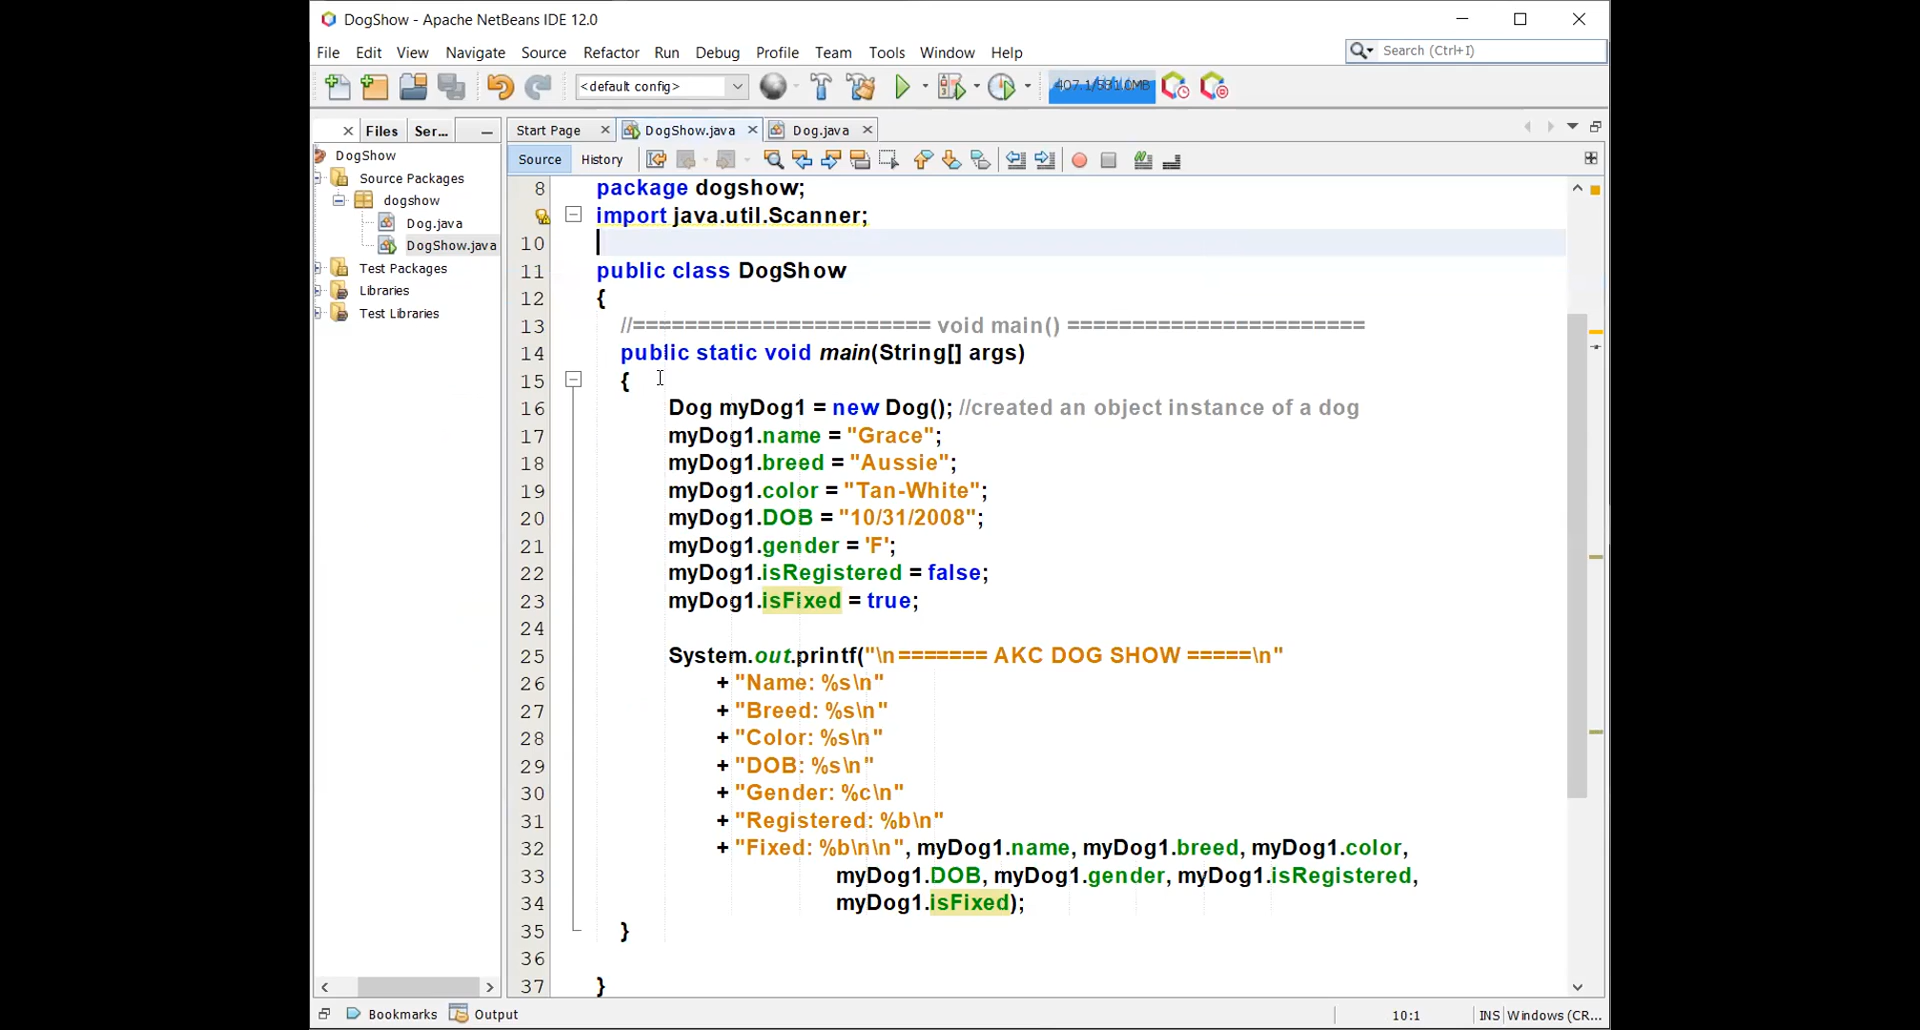 DogShow - Apache NetBeans IDE 12.0
File Edit View Navigate Source Refactor Run Debug Profile Team Tools Window Help
Search (Ctrl+I)
<default config>
407.1/531.0MB
Files Ser... Start Page DogShow.java Dog.java
DogShow
Source Packages
dogshow
Dog.java
DogShow.java
Test Packages
Libraries
Test Libraries
Source History
8 package dogshow;
import java.util.Scanner;
10
11 public class DogShow
12 {
13 //======================= void main() =======================
14 public static void main(String[] args)
15 {
16 Dog myDog1 = new Dog(); //created an object instance of a dog
17 myDog1.name = "Grace";
18 myDog1.breed = "Aussie";
19 myDog1.color = "Tan-White";
20 myDog1.DOB = "10/31/2008";
21 myDog1.gender = 'F';
22 myDog1.isRegistered = false;
23 myDog1.isFixed = true;
24
25 System.out.printf("\n======= AKC DOG SHOW =====\n"
26 + "Name: %s\n"
27 + "Breed: %s\n"
28 + "Color: %s\n"
29 + "DOB: %s\n"
30 + "Gender: %c\n"
31 + "Registered: %b\n"
32 + "Fixed: %b\n\n", myDog1.name, myDog1.breed, myDog1.color,
33 myDog1.DOB, myDog1.gender, myDog1.isRegistered,
34 myDog1.isFixed);
35 }
36
37 }
Bookmarks Output
10:1 INS Windows (CR...